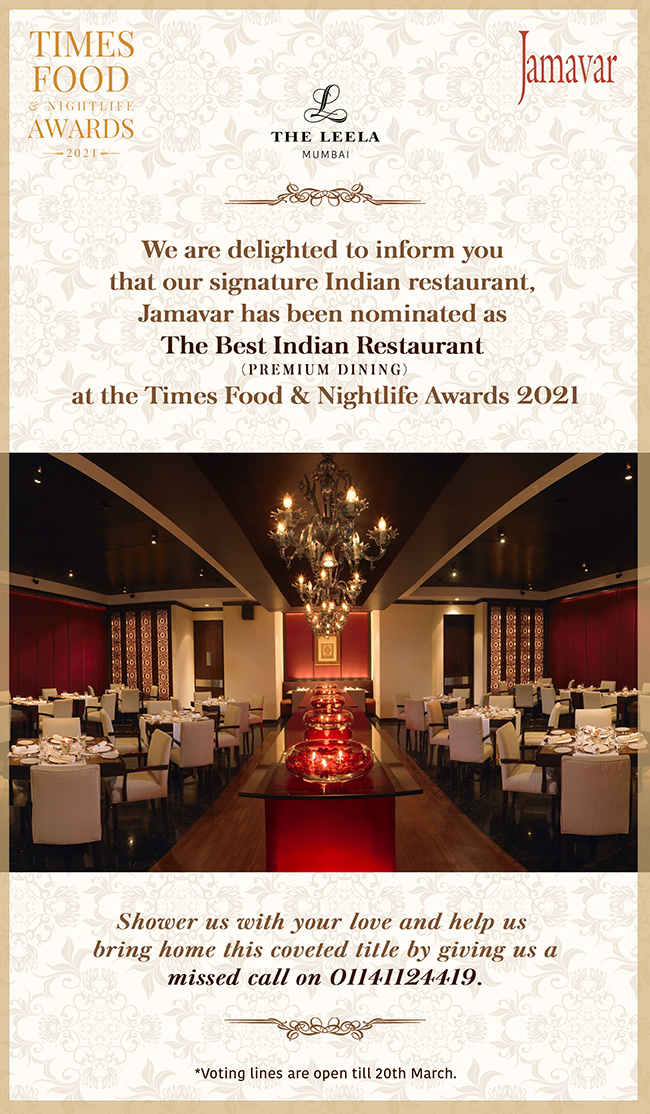 TIMES
FOOD
& NIGHTLIFE
AWARDS
2021
Jamavar
L
THE LEELA
MUMBAI
We are delighted to inform you
that our signature Indian restaurant,
Jamavar has been nominated as
The Best Indian Restaurant
(PREMIUM DINING)
at the Times Food & Nightlife Awards 2021
Shower us with your love and help us
bring home this coveted title by giving us a
missed call on 01141124419.
*Voting lines are open till 20th March.